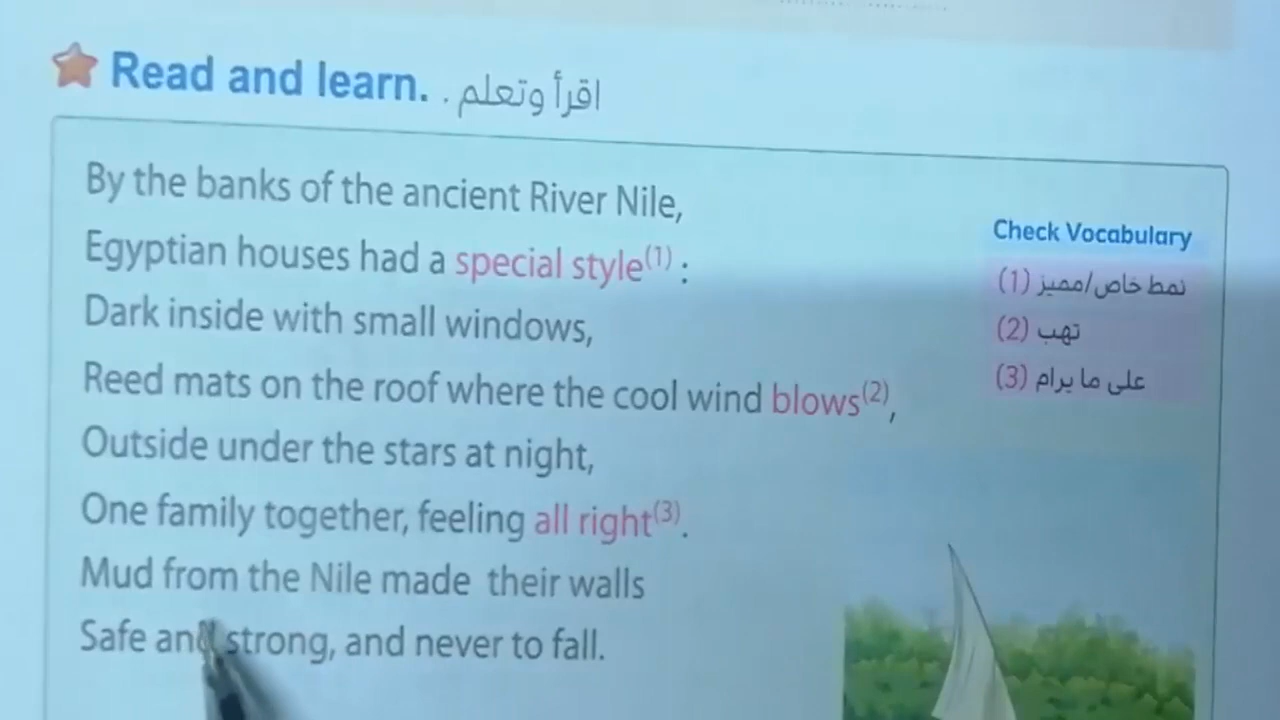 Read and learn. اقرأ وتعلم .
By the banks of the ancient River Nile,
Egyptian houses had a special style(1) :
Dark inside with small windows,
Reed mats on the roof where the cool wind blows(2),
Outside under the stars at night,
One family together, feeling all right(3).
Mud from the Nile made their walls
Safe and strong, and never to fall.
Check Vocabulary
(1) نمط خاص/مميز
(2) تهب
(3) على ما يرام